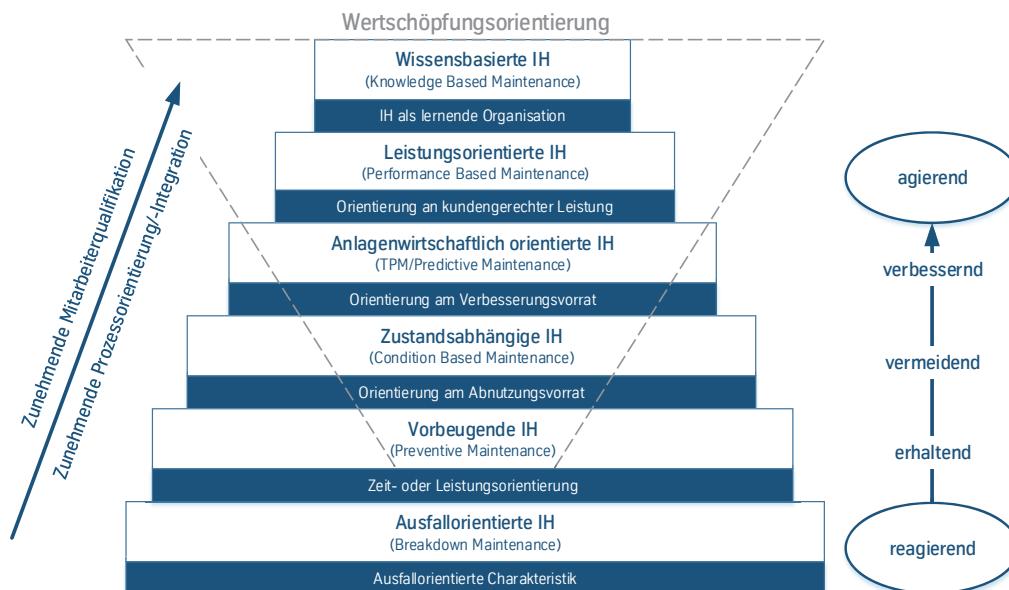 Wertschöpfungsorientierung
Wissensbasierte IH
(Knowledge Based Maintenance)
IH als lernende Organisation
Leistungsorientierte IH
(Performance Based Maintenance)
Orientierung an kundengerechter Leistung
Anlagenwirtschaftlich orientierte IH
(TPM/Predictive Maintenance)
Orientierung am Verbesserungsvorrat
Zustandsabhängige IH
(Condition Based Maintenance)
Orientierung am Abnutzungsvorrat
Vorbeugende IH
(Preventive Maintenance)
Zeit- oder Leistungsorientierung
Ausfallorientierte IH
(Breakdown Maintenance)
Ausfallorientierte Charakteristik
Zunehmende Mitarbeiterqualifikation
Zunehmende Prozessorientierung/-Integration
agierend
verbessernd
vermeidend
erhaltend
reagierend